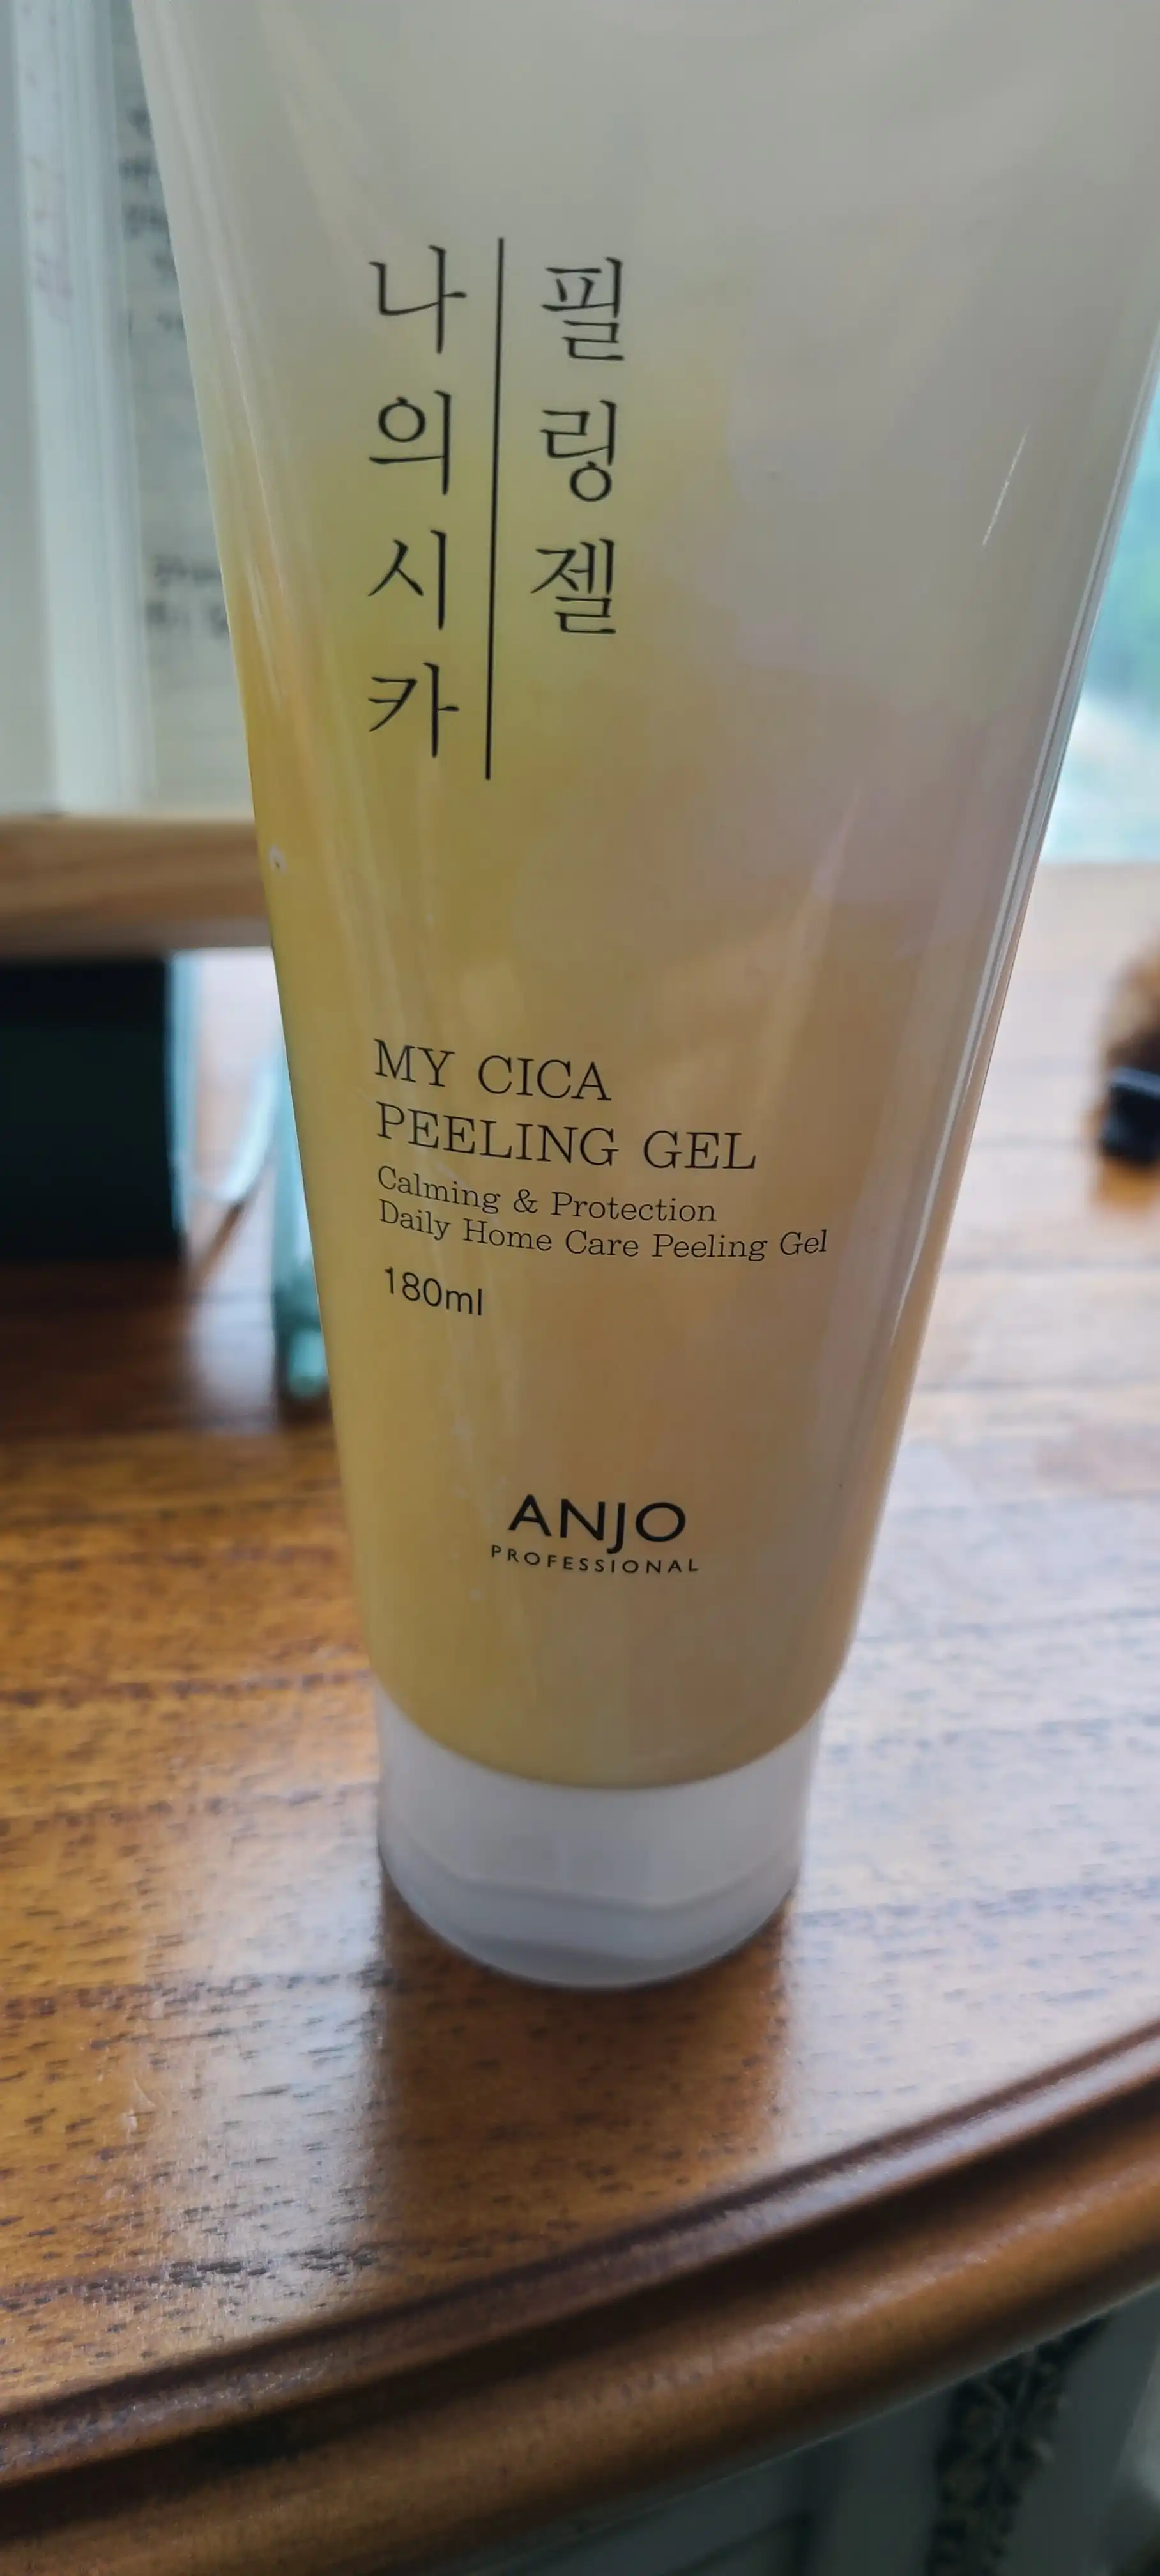 나의시카
필링젤
MY CICA
PEELING GEL
Calming & Protection
Daily Home Care Peeling Gel
180ml
ANJO
PROFESSIONAL